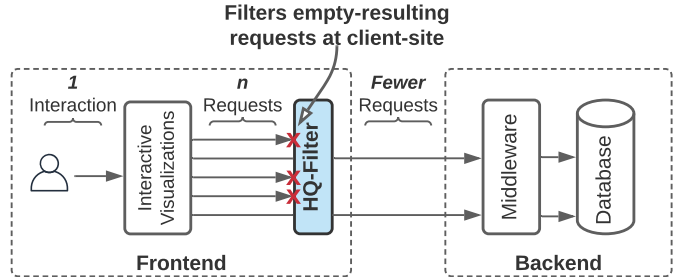 Filters empty-resulting
requests at client-site
1
Interaction
n
Requests
Fewer
Requests
Interactive
Visualizations
HQ-Filter
Middleware
Database
Frontend
Backend